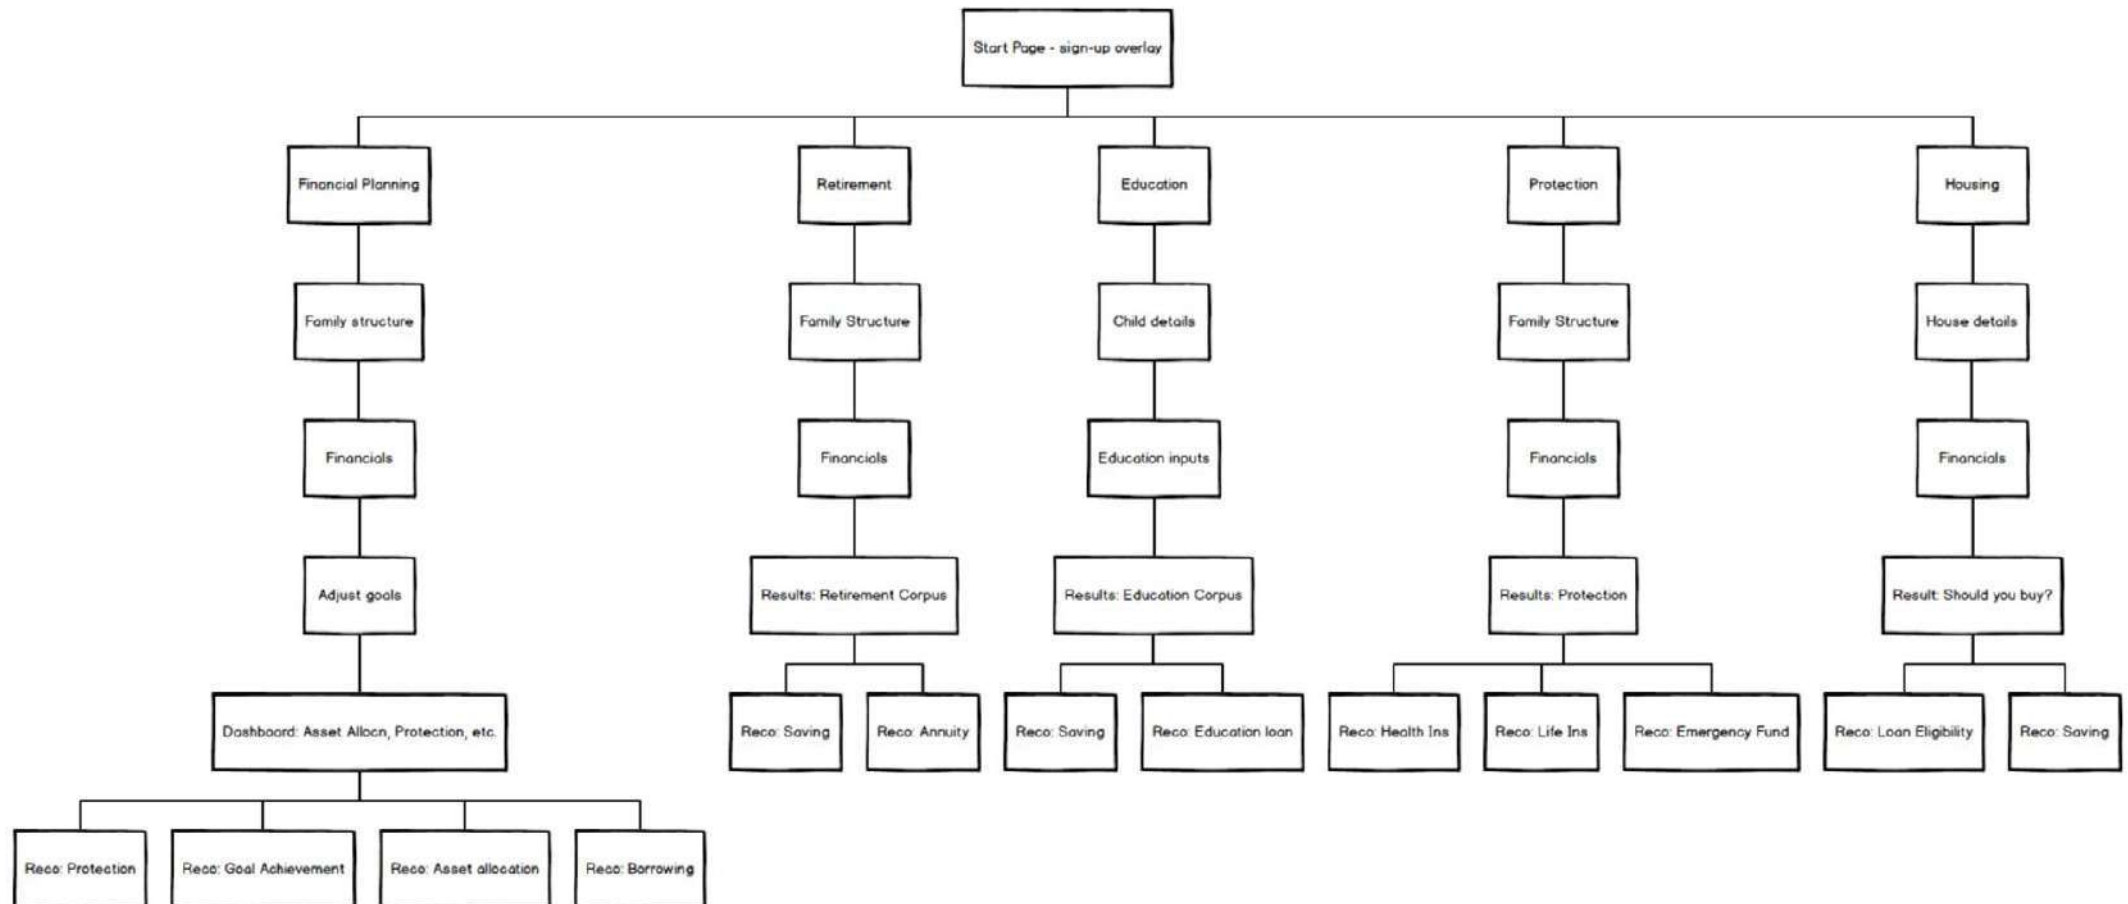 Start Page - sign-up overlay
Financial Planning
Retirement
Education
Protection
Housing
Family structure
Family Structure
Child details
Family Structure
House details
Financials
Financials
Education inputs
Financials
Financials
Adjust goals
Results: Retirement Corpus
Results: Education Corpus
Results: Protection
Result: Should you buy?
Dashboard: Asset Allocn, Protection, etc.
Reco: Saving
Reco: Annuity
Reco: Saving
Reco: Education loan
Reco: Health Ins
Reco: Life Ins
Reco: Emergency Fund
Reco: Loan Eligibility
Reco: Saving
Reco: Protection
Reco: Goal Achievement
Reco: Asset allocation
Reco: Borrowing